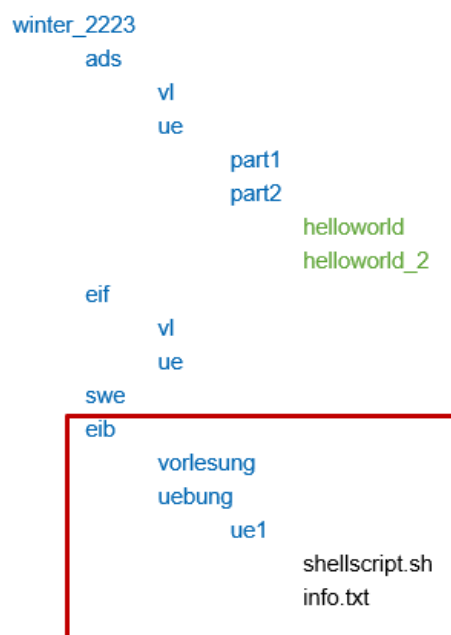 winter_2223
ads
vl
ue
part1
part2
helloworld
helloworld_2
eif
vl
ue
swe
eib
vorlesung
uebung
ue1
shellscript.sh
info.txt